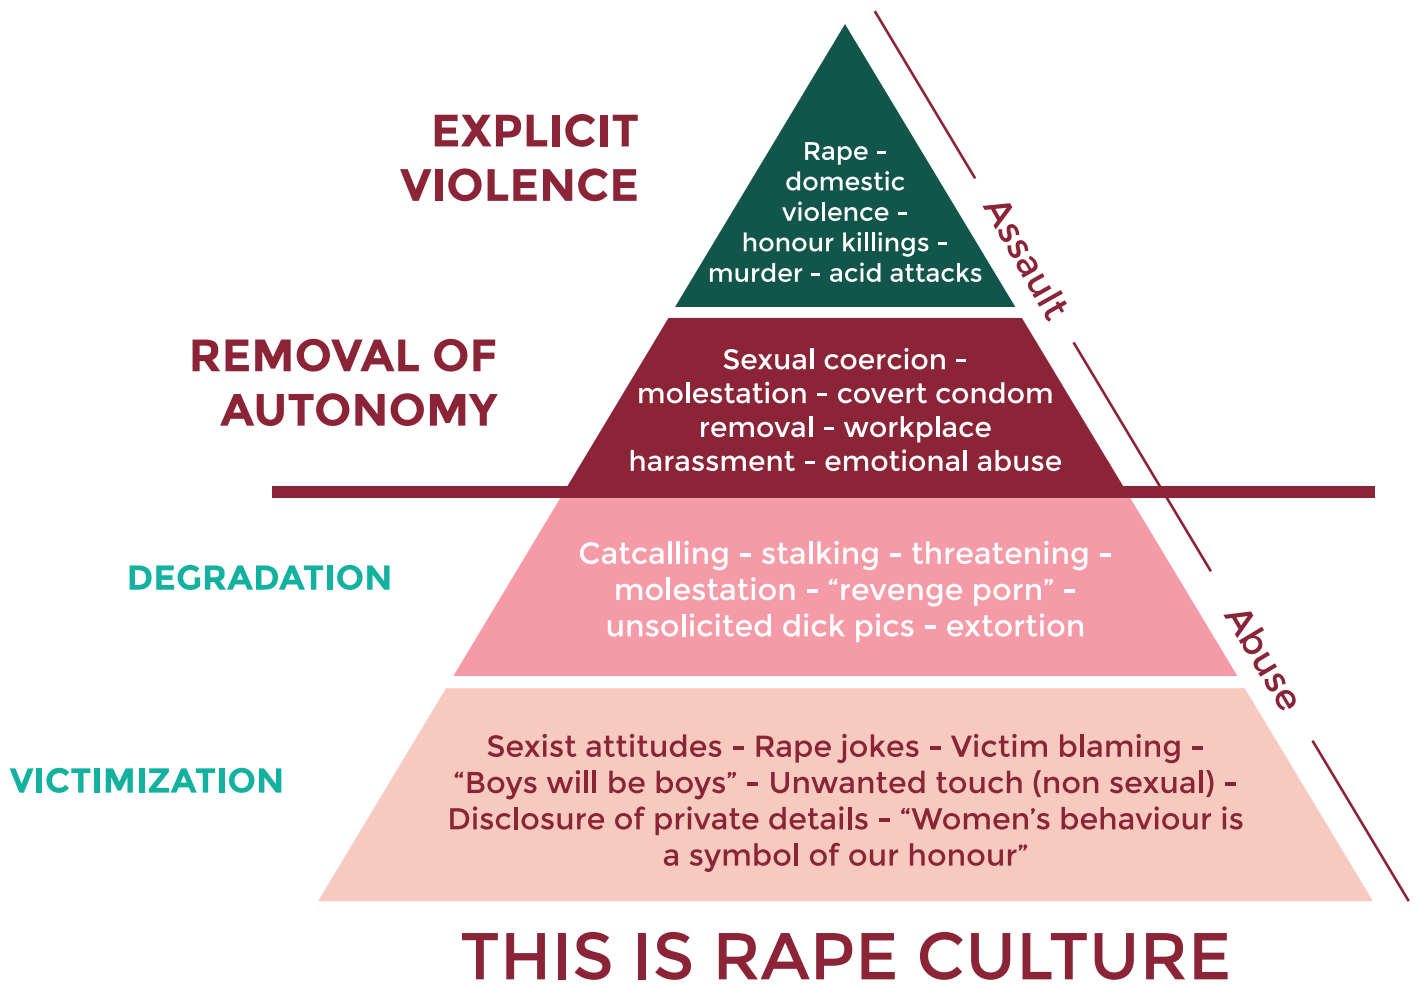 EXPLICIT
VIOLENCE
Rape -
domestic
violence -
honour killings -
murder - acid attacks
Assault
REMOVAL OF
AUTONOMY
Sexual coercion -
molestation - covert condom
removal - workplace
harassment - emotional abuse
DEGRADATION
Catcalling - stalking - threatening -
molestation - “revenge porn” -
unsolicited dick pics - extortion
Abuse
VICTIMIZATION
Sexist attitudes - Rape jokes - Victim blaming -
“Boys will be boys” - Unwanted touch (non sexual) -
Disclosure of private details - “Women’s behaviour is
a symbol of our honour”
THIS IS RAPE CULTURE